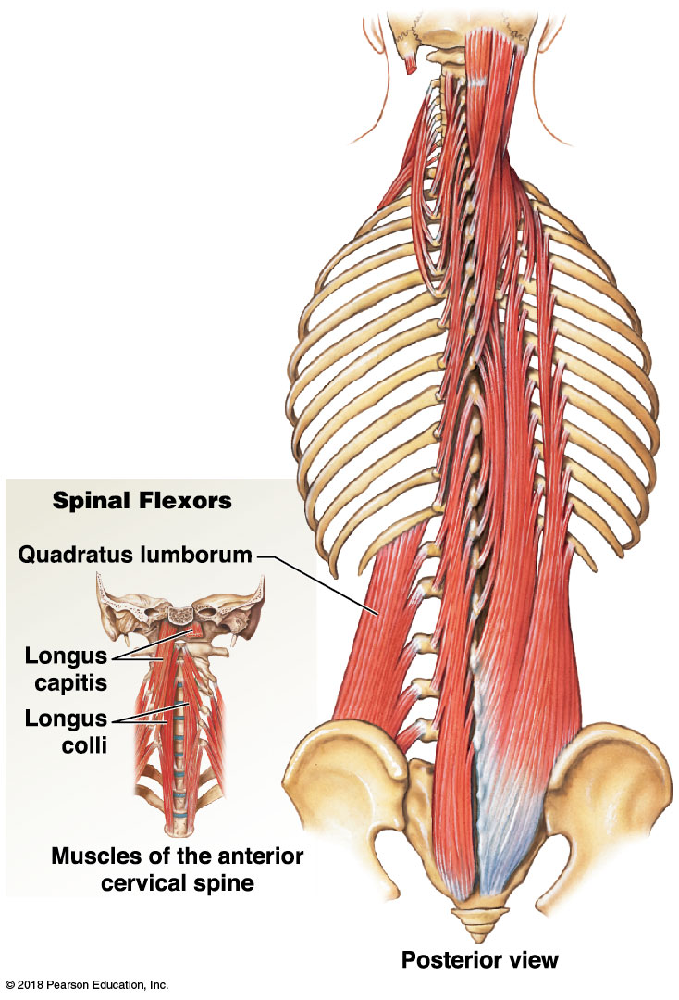 Spinal Flexors
Quadratus lumborum
Longus
capitis
Longus
colli
Muscles of the anterior
cervical spine
Posterior view
© 2018 Pearson Education, Inc.